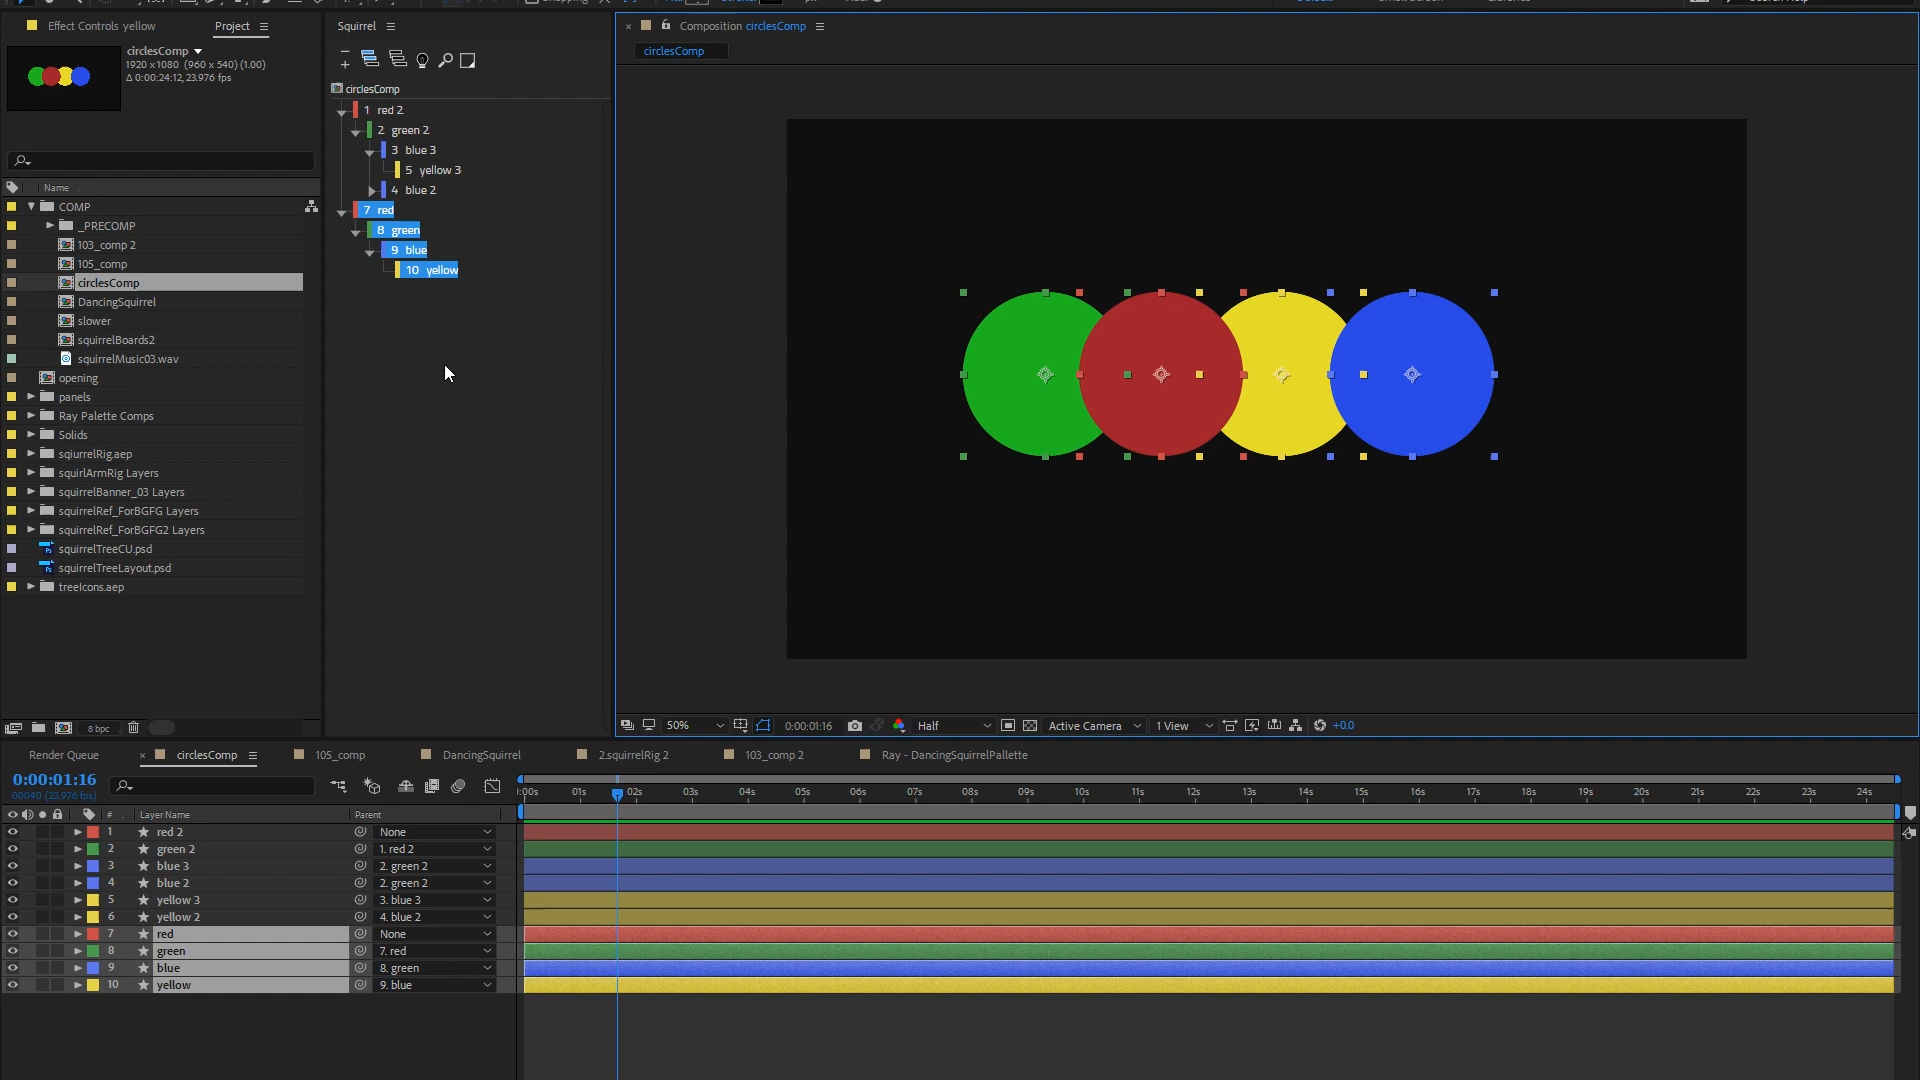 Effect Controls yellow
Project
circlesComp
1920 x 1080 (960 x 540) (1.00)
Δ 0:00:24:12, 23.976 fps
Name
COMP
_PRECOMP
103_comp 2
105_comp
circlesComp
DancingSquirrel
slower
squirrelBoards2
squirrelMusic03.wav
opening
panels
Ray Palette Comps
Solids
sqiurrelRig.aep
squirlArmRig Layers
squirrelBanner_03 Layers
squirrelRef_ForBGFG Layers
squirrelRef_ForBGFG2 Layers
squirrelTreeCU.psd
squirrelTreeLayout.psd
treeIcons.aep
8 bpc
Squirrel
circlesComp
1 red 2
2 green 2
3 blue 3
5 yellow 3
4 blue 2
7 red
8 green
9 blue
10 yellow
Composition circlesComp
circlesComp
50%
0:00:01:16
Half
Active Camera
1 View
+0.0
Render Queue
circlesComp
105_comp
DancingSquirrel
2.squirrelRig 2
103_comp 2
Ray - DancingSquirrelPallette
0:00:01:16
00040 (23.976 fps)
:00s 01s 02s 03s 04s 05s 06s 07s 08s 09s 10s 11s 12s 13s 14s 15s 16s 17s 18s 19s 20s 21s 22s 23s 24s
# Layer Name Parent
1 red 2 None
2 green 2 1. red 2
3 blue 3 2. green 2
4 blue 2 2. green 2
5 yellow 3 3. blue 3
6 yellow 2 4. blue 2
7 red None
8 green 7. red
9 blue 8. green
10 yellow 9. blue